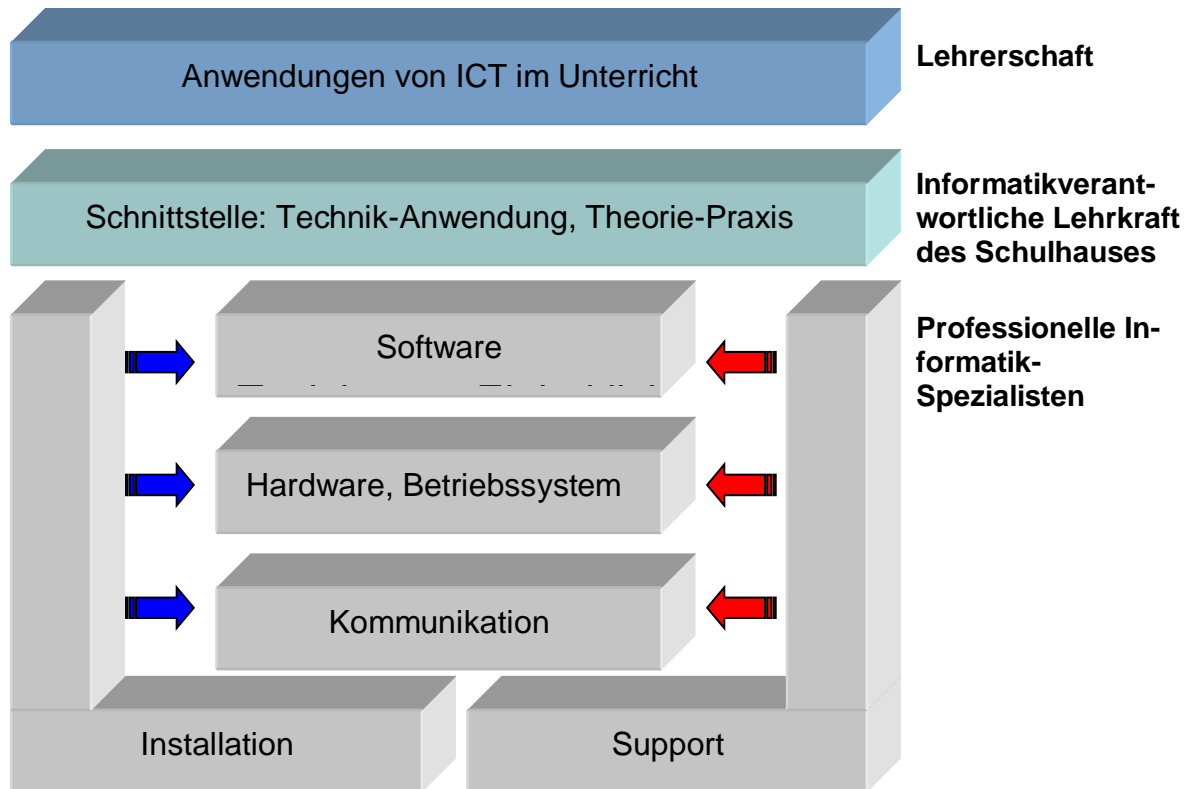 Anwendungen von ICT im Unterricht
Lehrerschaft
Schnittstelle: Technik-Anwendung, Theorie-Praxis
Informatikverant-
wortliche Lehrkraft
des Schulhauses
Software
Professionelle In-
formatik-
Spezialisten
Hardware, Betriebssystem
Kommunikation
Installation
Support